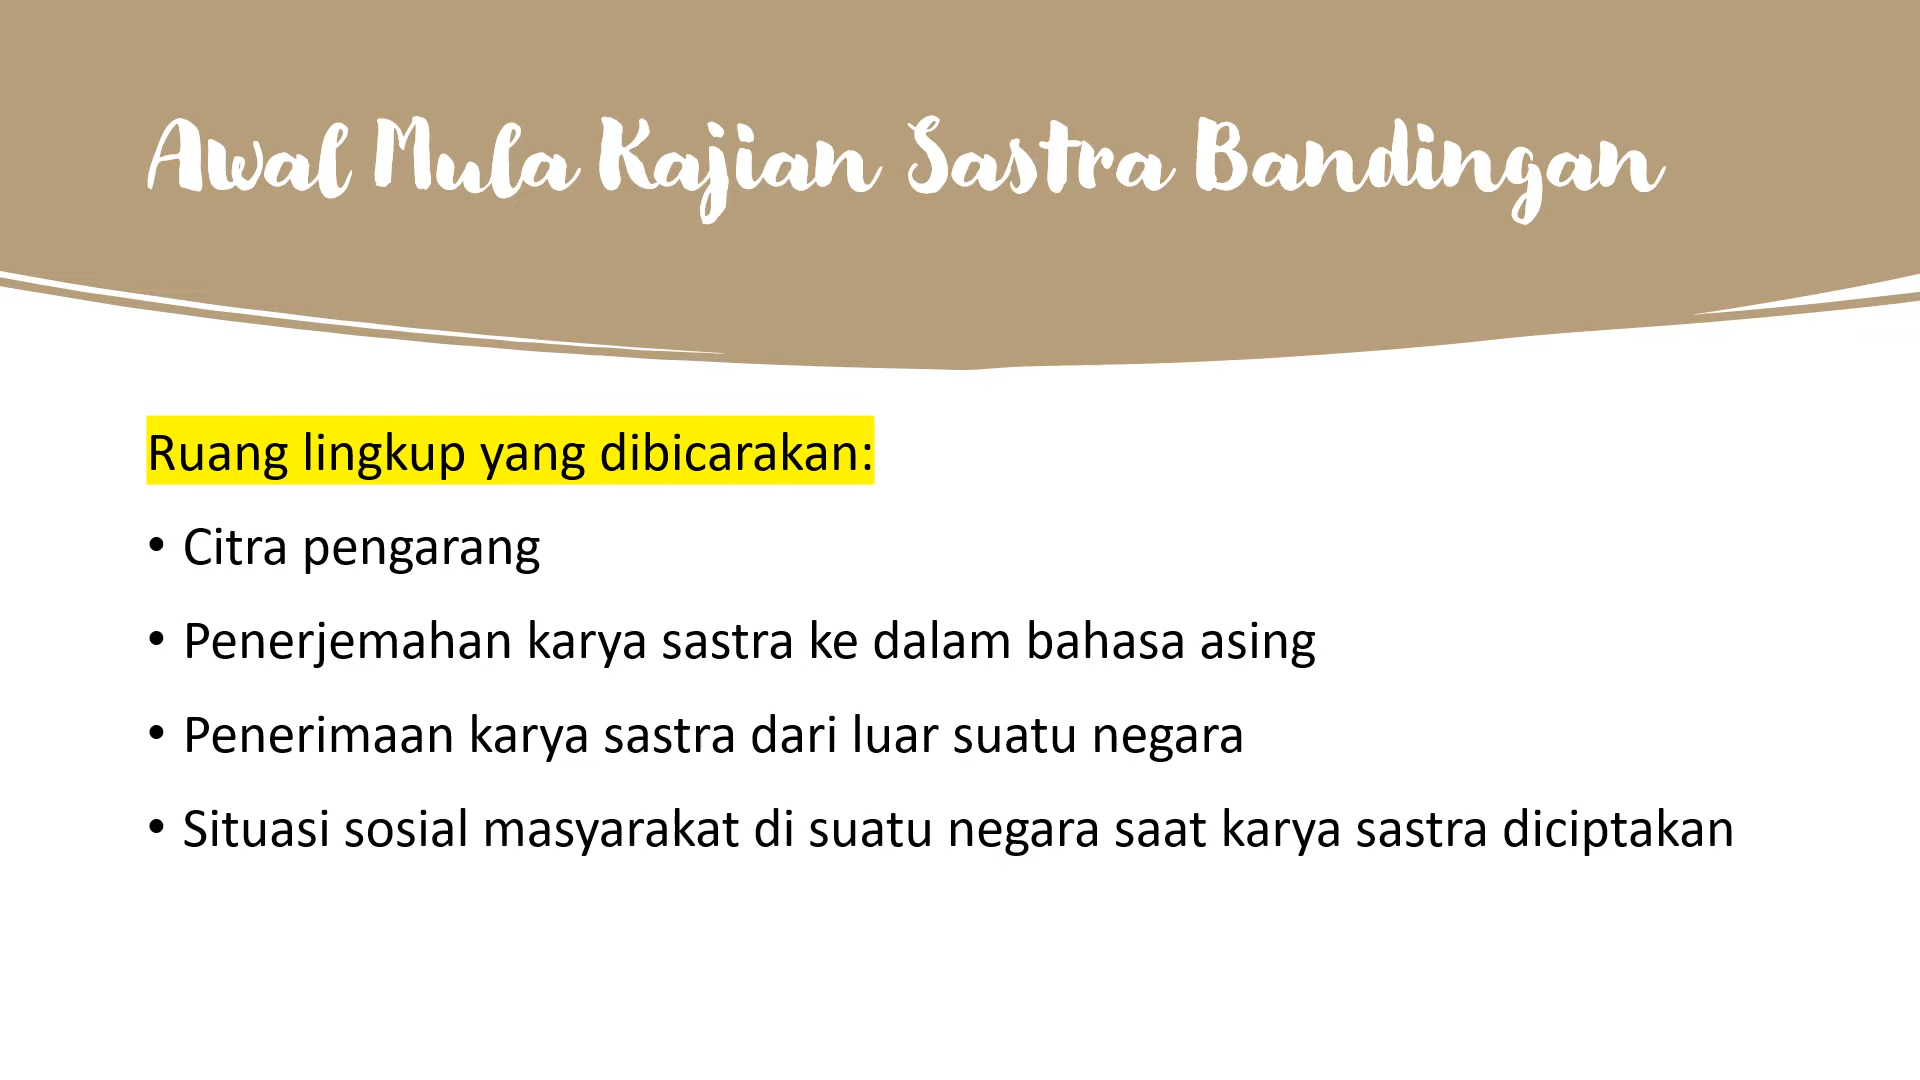 Awal Mula Kajian Sastra Bandingan
Ruang lingkup yang dibicarakan:
• Citra pengarang
• Penerjemahan karya sastra ke dalam bahasa asing
• Penerimaan karya sastra dari luar suatu negara
• Situasi sosial masyarakat di suatu negara saat karya sastra diciptakan